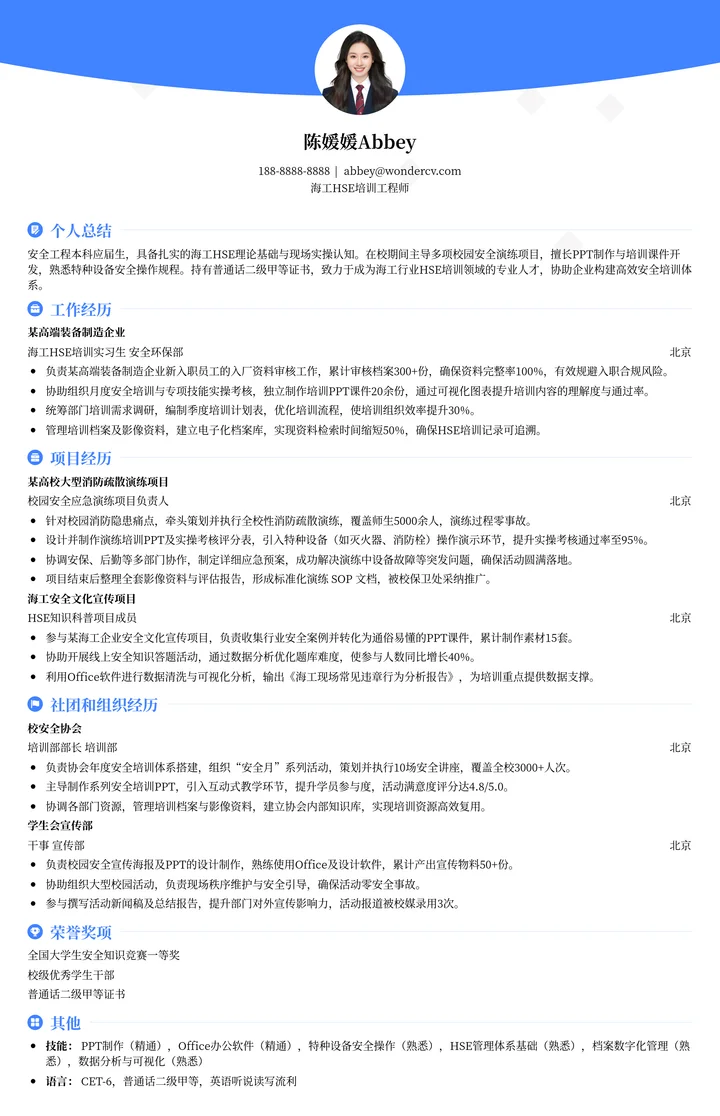 陈媛媛Abbey
188-8888-8888 | abbey@wondercv.com
海工HSE培训工程师
个人总结
安全工程本科应届生，具备扎实的海工HSE理论基础与现场实操认知。在校期间主导多项校园安全演练项目，擅长PPT制作与培训课件开
发，熟悉特种设备安全操作规程。持有普通话二级甲等证书，致力于成为海工行业HSE培训领域的专业人才，协助企业构建高效安全培训体
系。
工作经历
某高端装备制造企业
海工HSE培训实习生 安全环保部 北京
• 负责某高端装备制造企业新入职员工的入厂资料审核工作，累计审核档案300+份，确保资料完整率100%，有效规避入职合规风险。
• 协助组织月度安全培训与专项技能实操考核，独立制作培训PPT课件20余份，通过可视化图表提升培训内容的理解度与通过率。
• 统筹部门培训需求调研，编制季度培训计划表，优化培训流程，使培训组织效率提升30%。
• 管理培训档案及影像资料，建立电子化档案库，实现资料检索时间缩短50%，确保HSE培训记录可追溯。
项目经历
某高校大型消防疏散演练项目
校园安全应急演练项目负责人 北京
• 针对校园消防隐患痛点，牵头策划并执行全校性消防疏散演练，覆盖师生5000余人，演练过程零事故。
• 设计并制作演练培训PPT及实操考核评分表，引入特种设备（如灭火器、消防栓）操作演示环节，提升实操考核通过率至95%。
• 协调安保、后勤等多部门协作，制定详细应急预案，成功解决演练中设备故障等突发问题，确保活动圆满落地。
• 项目结束后整理全套影像资料与评估报告，形成标准化演练 SOP 文档，被校保卫处采纳推广。
海工安全文化宣传项目
HSE知识科普项目成员 北京
• 参与某海工企业安全文化宣传项目，负责收集行业安全案例并转化为通俗易懂的PPT课件，累计制作素材15套。
• 协助开展线上安全知识答题活动，通过数据分析优化题库难度，使参与人数同比增长40%。
• 利用Office软件进行数据清洗与可视化分析，输出《海工现场常见违章行为分析报告》，为培训重点提供数据支撑。
社团和组织经历
校安全协会
培训部部长 培训部 北京
• 负责协会年度安全培训体系搭建，组织“安全月”系列活动，策划并执行10场安全讲座，覆盖全校3000+人次。
• 主导制作系列安全培训PPT，引入互动式教学环节，提升学员参与度，活动满意度评分达4.8/5.0。
• 协调各部门资源，管理培训档案与影像资料，建立协会内部知识库，实现培训资源高效复用。
学生会宣传部
干事 宣传部 北京
• 负责校园安全宣传海报及PPT的设计制作，熟练使用Office及设计软件，累计产出宣传物料50+份。
• 协助组织大型校园活动，负责现场秩序维护与安全引导，确保活动零安全事故。
• 参与撰写活动新闻稿及总结报告，提升部门对外宣传影响力，活动报道被校媒录用3次。
荣誉奖项
全国大学生安全知识竞赛一等奖
校级优秀学生干部
普通话二级甲等证书
其他
• 技能： PPT制作（精通），Office办公软件（精通），特种设备安全操作（熟悉），HSE管理体系基础（熟悉），档案数字化管理（熟
悉），数据分析与可视化（熟悉）
• 语言： CET-6，普通话二级甲等，英语听说读写流利